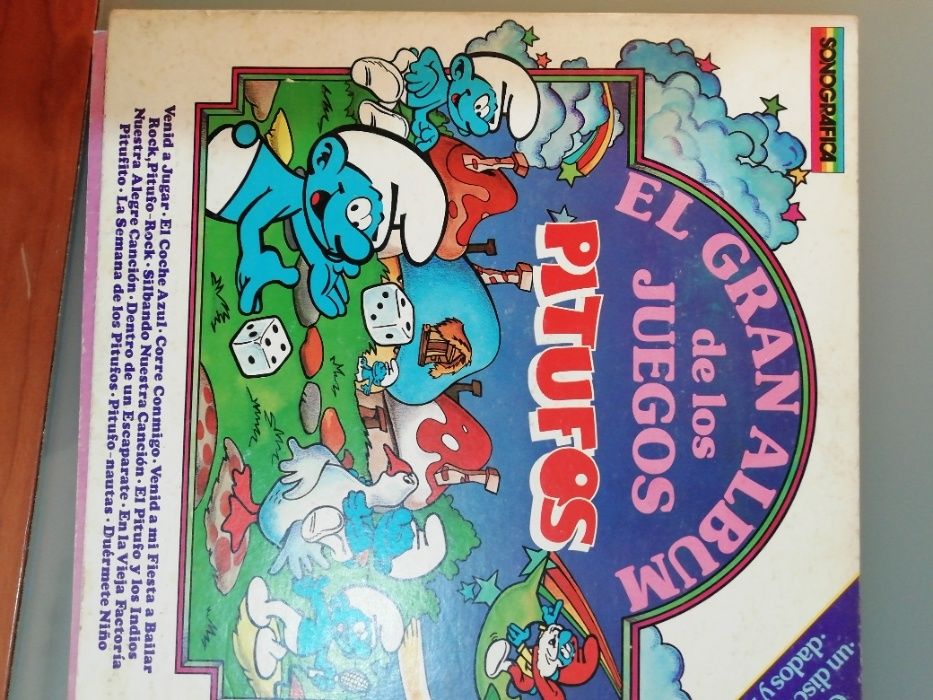 SONOGRAFICA
EL GRAN ALBUM
de los
JUEGOS
PITUFOS
·un disc
·dados y
Venid a Jugar · El Coche Azul · Corre Conmigo · Venid a mi Fiesta a Bailar
Rock, Pitufo-Rock · Silbando Nuestra Canción · El Pitufo y los Indios
Nuestra Alegre Canción · Dentro de un Escaparate · En la Vieja Factoría
Pitufito · La Semana de los Pitufos · Pitufo-nautas · Duérmete Niño